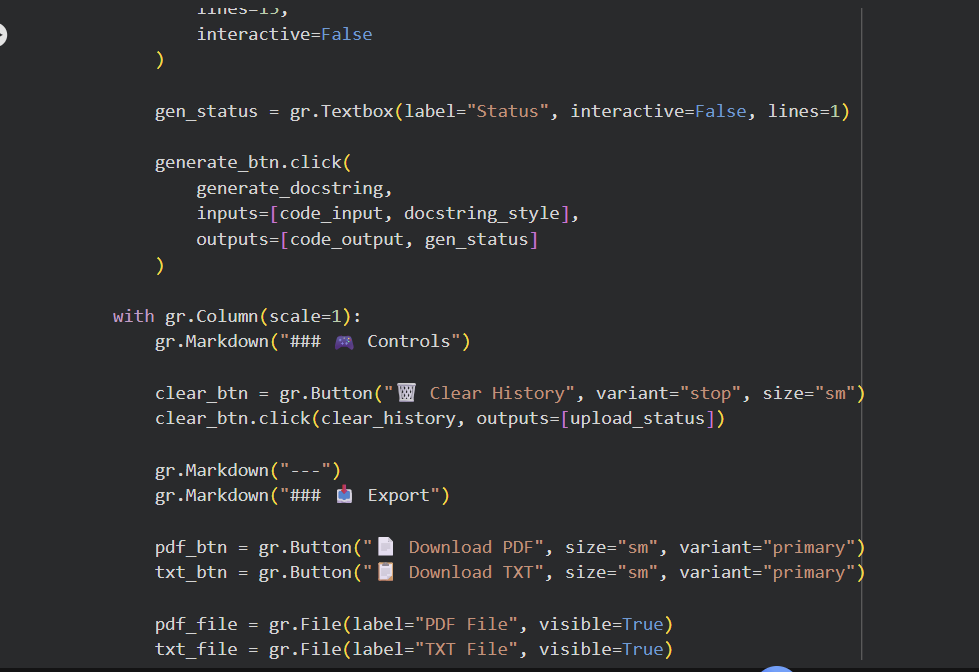 lines=15,
interactive=False
)
gen_status = gr.Textbox(label="Status", interactive=False, lines=1)
generate_btn.click(
generate_docstring,
inputs=[code_input, docstring_style],
outputs=[code_output, gen_status]
)
with gr.Column(scale=1):
gr.Markdown("### 🎮 Controls")
clear_btn = gr.Button("🗑️ Clear History", variant="stop", size="sm")
clear_btn.click(clear_history, outputs=[upload_status])
gr.Markdown("---")
gr.Markdown("### 📥 Export")
pdf_btn = gr.Button("📄 Download PDF", size="sm", variant="primary")
txt_btn = gr.Button("📋 Download TXT", size="sm", variant="primary")
pdf_file = gr.File(label="PDF File", visible=True)
txt_file = gr.File(label="TXT File", visible=True)